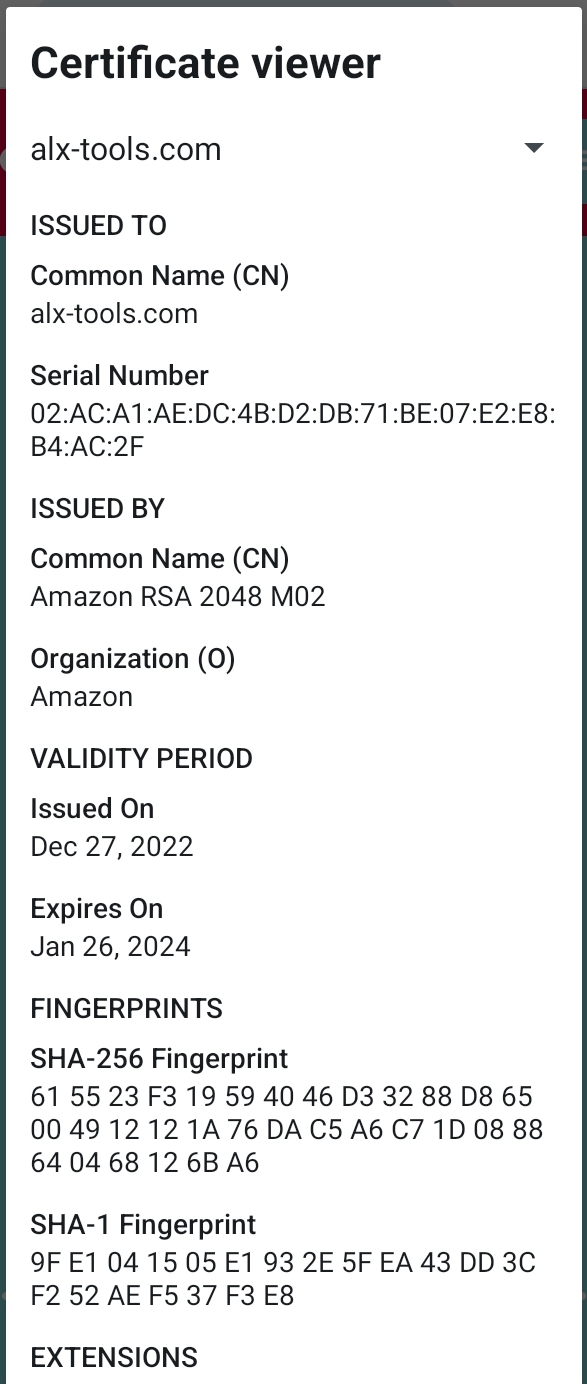 Certificate viewer
alx-tools.com
ISSUED TO
Common Name (CN)
alx-tools.com
Serial Number
02:AC:A1:AE:DC:4B:D2:DB:71:BE:07:E2:E8:
B4:AC:2F
ISSUED BY
Common Name (CN)
Amazon RSA 2048 M02
Organization (O)
Amazon
VALIDITY PERIOD
Issued On
Dec 27, 2022
Expires On
Jan 26, 2024
FINGERPRINTS
SHA-256 Fingerprint
61 55 23 F3 19 59 40 46 D3 32 88 D8 65
00 49 12 12 1A 76 DA C5 A6 C7 1D 08 88
64 04 68 12 6B A6
SHA-1 Fingerprint
9F E1 04 15 05 E1 93 2E 5F EA 43 DD 3C
F2 52 AE F5 37 F3 E8
EXTENSIONS